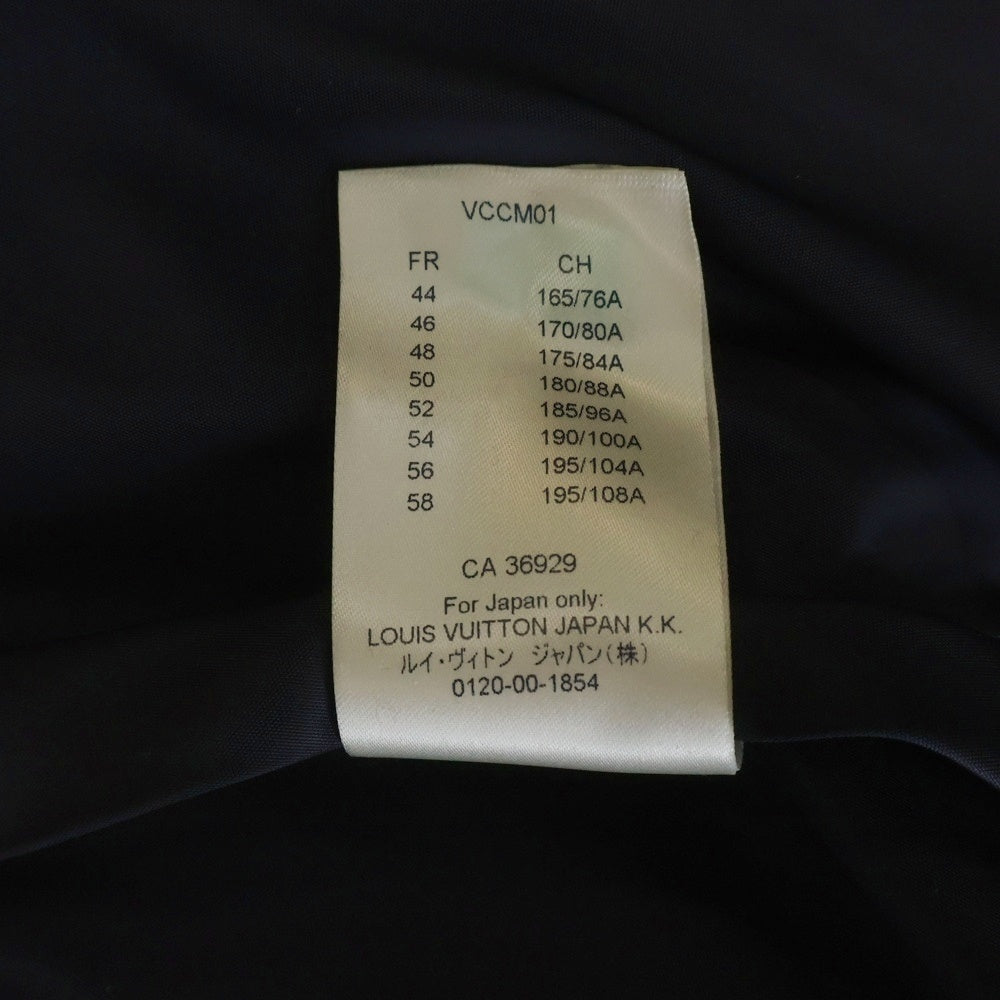 VCCM01
FR CH
44 165/76A
46 170/80A
48 175/84A
50 180/88A
52 185/96A
54 190/100A
56 195/104A
58 195/108A
CA 36929
For Japan only:
LOUIS VUITTON JAPAN K.K.
ルイ・ヴィトン ジャパン(株)
0120-00-1854